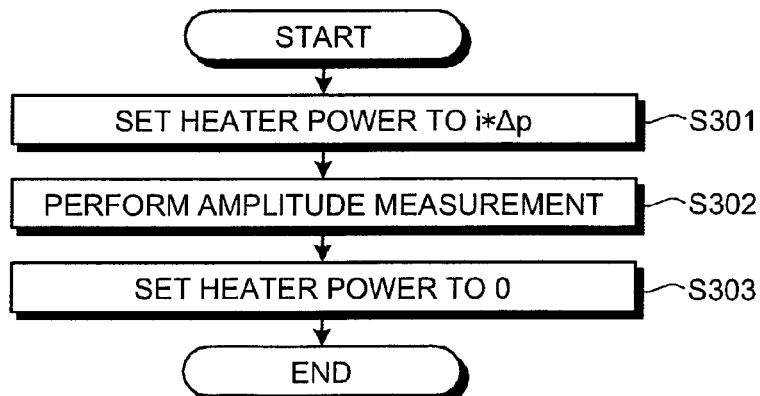 START
SET HEATER POWER TO i*Δp
S301
PERFORM AMPLITUDE MEASUREMENT
S302
SET HEATER POWER TO 0
S303
END